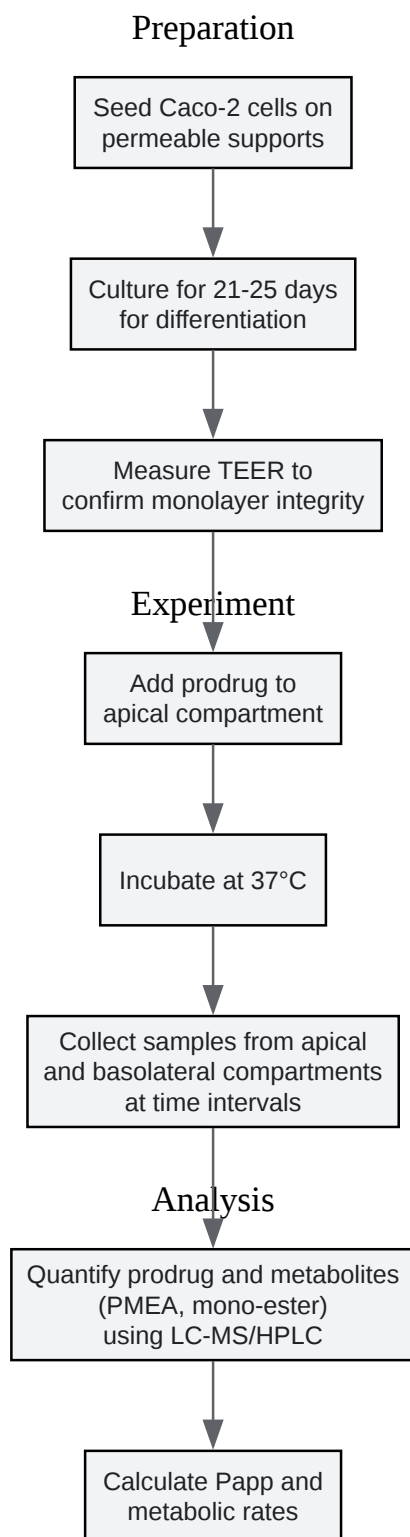 Preparation
Seed Caco-2 cells on
permeable supports
Culture for 21-25 days
for differentiation
Measure TEER to
confirm monolayer integrity
Experiment
Add prodrug to
apical compartment
Incubate at 37°C
Collect samples from apical
and basolateral compartments
at time intervals
Analysis
Quantify prodrug and metabolites
(PMEA, mono-ester)
using LC-MS/HPLC
Calculate Papp and
metabolic rates